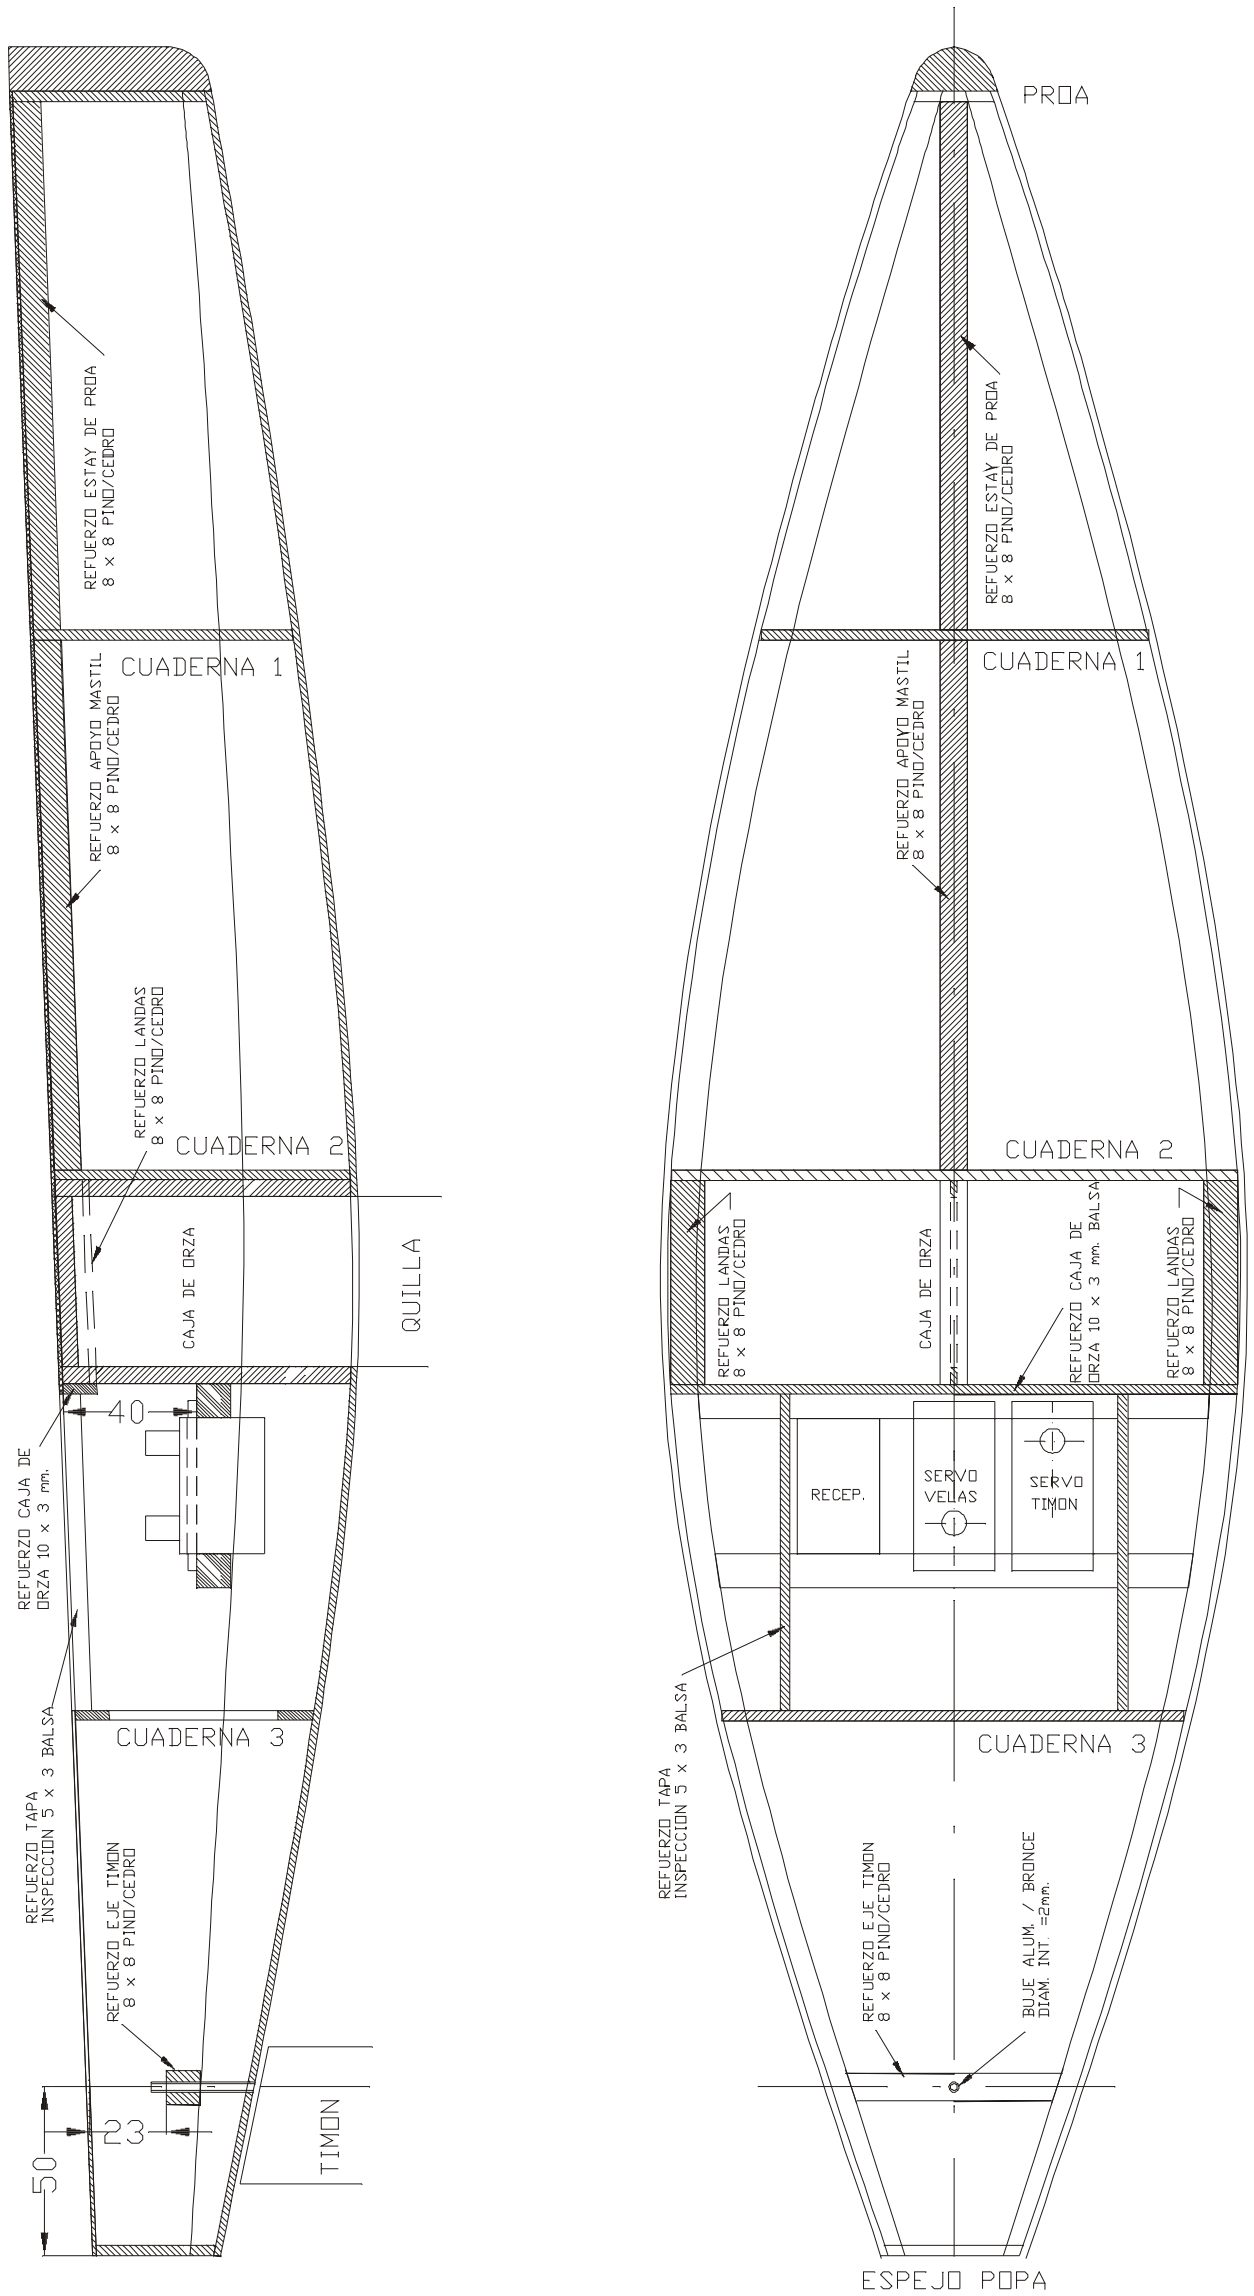 REFUERZO ESTAY DE PROA
8 x 8 PINO/CEDRO
CUADERNA 1
REFUERZO APOYO MASTIL
8 x 8 PINO/CEDRO
REFUERZO LANDAS
8 x 8 PINO/CEDRO
CUADERNA 2
CAJA DE ORZA
QUILLA
40
REFUERZO CAJA DE
ORZA 10 x 3 mm.
REFUERZO TAPA
INSPECCION 5 x 3 BALSA
CUADERNA 3
REFUERZO EJE TIMON
8 x 8 PINO/CEDRO
23
50
TIMON
PROA
REFUERZO ESTAY DE PROA
8 x 8 PINO/CEDRO
CUADERNA 1
REFUERZO APOYO MASTIL
8 x 8 PINO/CEDRO
CUADERNA 2
REFUERZO LANDAS
8 x 8 PINO/CEDRO
CAJA DE ORZA
REFUERZO CAJA DE
ORZA 10 x 3 mm. BALSA
REFUERZO LANDAS
8 x 8 PINO/CEDRO
RECEP.
SERVO
VELAS
SERVO
TIMON
REFUERZO TAPA
INSPECCION 5 x 3 BALSA
CUADERNA 3
REFUERZO EJE TIMON
8 x 8 PINO/CEDRO
BUJE ALUM. / BRONCE
DIAM. INT. =2mm.
ESPEJO POPA